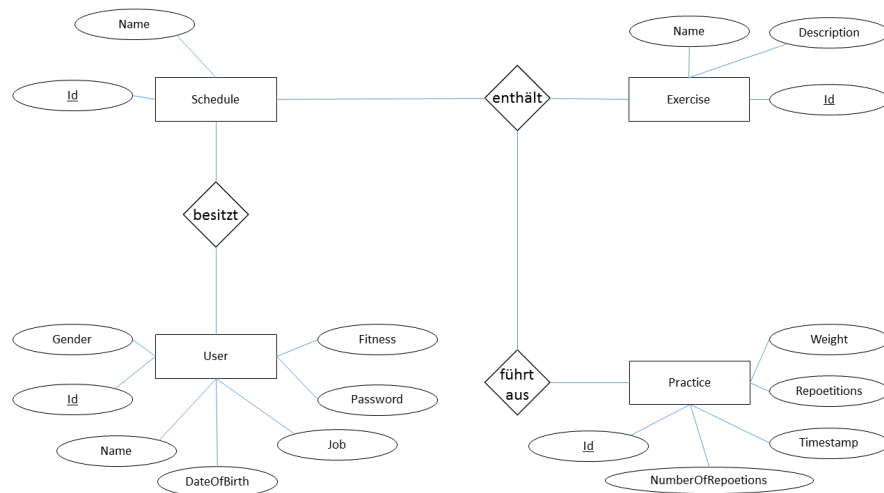 Name
Name
Description
Id
Schedule
enthält
Exercise
Id
besitzt
Gender
Fitness
User
Weight
führt
aus
Practice
Id
Password
Repoetitions
Name
Job
Id
Timestamp
DateOfBirth
NumberOfRepoetions